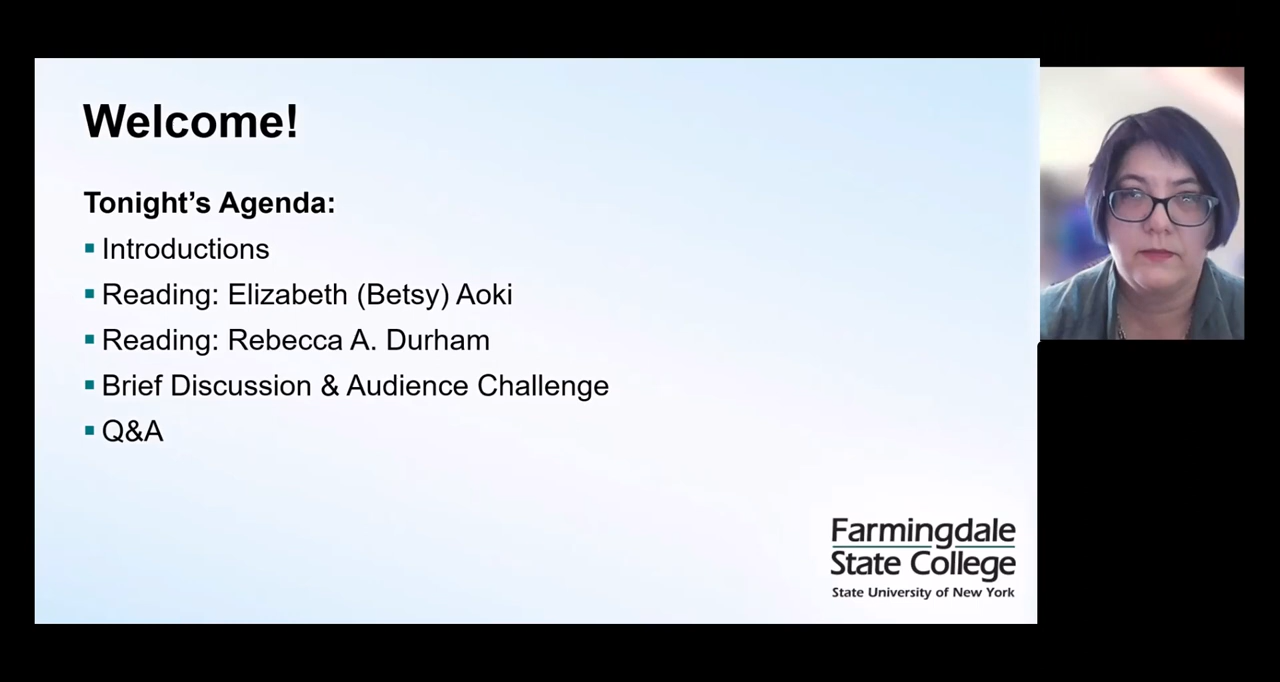 Welcome!
Tonight’s Agenda:
Introductions
Reading: Elizabeth (Betsy) Aoki
Reading: Rebecca A. Durham
Brief Discussion & Audience Challenge
Q&A
Farmingdale
State College
State University of New York